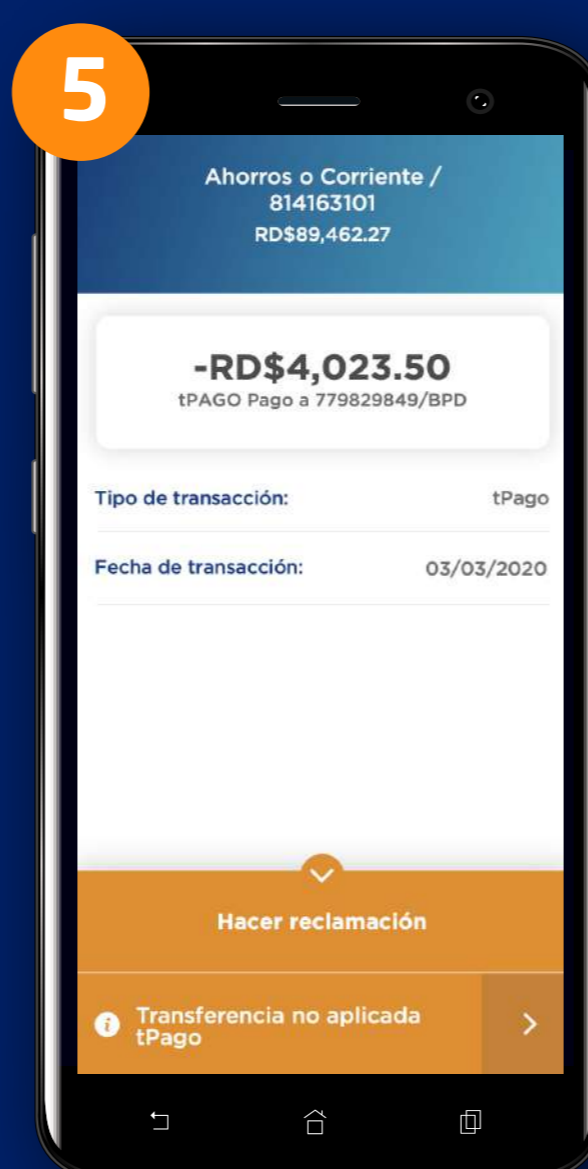 5
Ahorros o Corriente /
814163101
RD$89,462.27
-RD$4,023.50
tPAGO Pago a 779829849/BPD
Tipo de transacción: tPago
Fecha de transacción: 03/03/2020
Hacer reclamación
Transferencia no aplicada
tPago